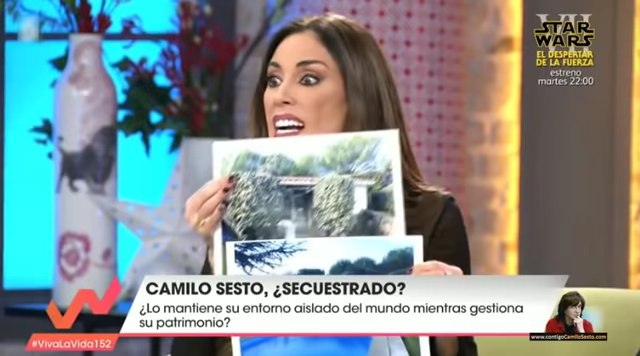 VII
STAR
WARS
EL DESPERTAR
DE LA FUERZA
estreno
martes 22:00
CAMILO SESTO, ¿SECUESTRADO?
¿Lo mantiene su entorno aislado del mundo mientras gestiona
su patrimonio?
#VivaLaVida152
www.contigoCamiloSesto.com